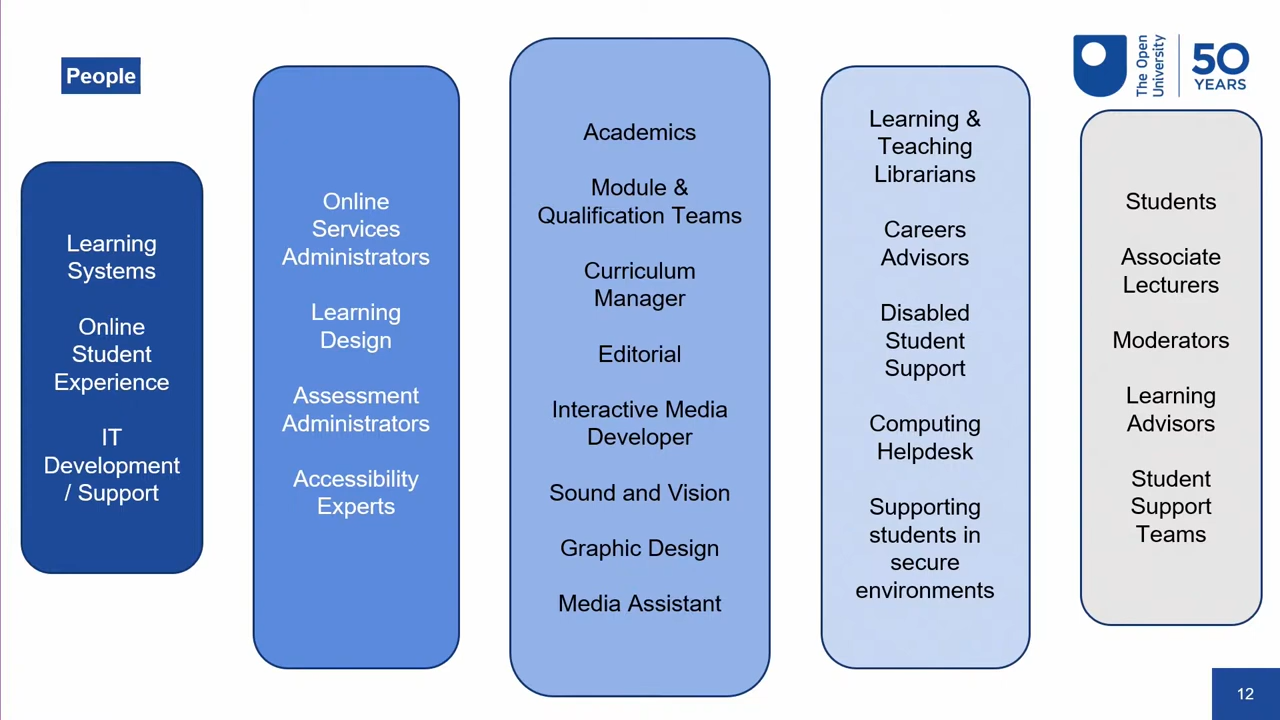 People
The Open
University
50
YEARS
Learning
Systems
Online
Student
Experience
IT
Development
/ Support
Online
Services
Administrators
Learning
Design
Assessment
Administrators
Accessibility
Experts
Academics
Module &
Qualification Teams
Curriculum
Manager
Editorial
Interactive Media
Developer
Sound and Vision
Graphic Design
Media Assistant
Learning &
Teaching
Librarians
Careers
Advisors
Disabled
Student
Support
Computing
Helpdesk
Supporting
students in
secure
environments
Students
Associate
Lecturers
Moderators
Learning
Advisors
Student
Support
Teams
12